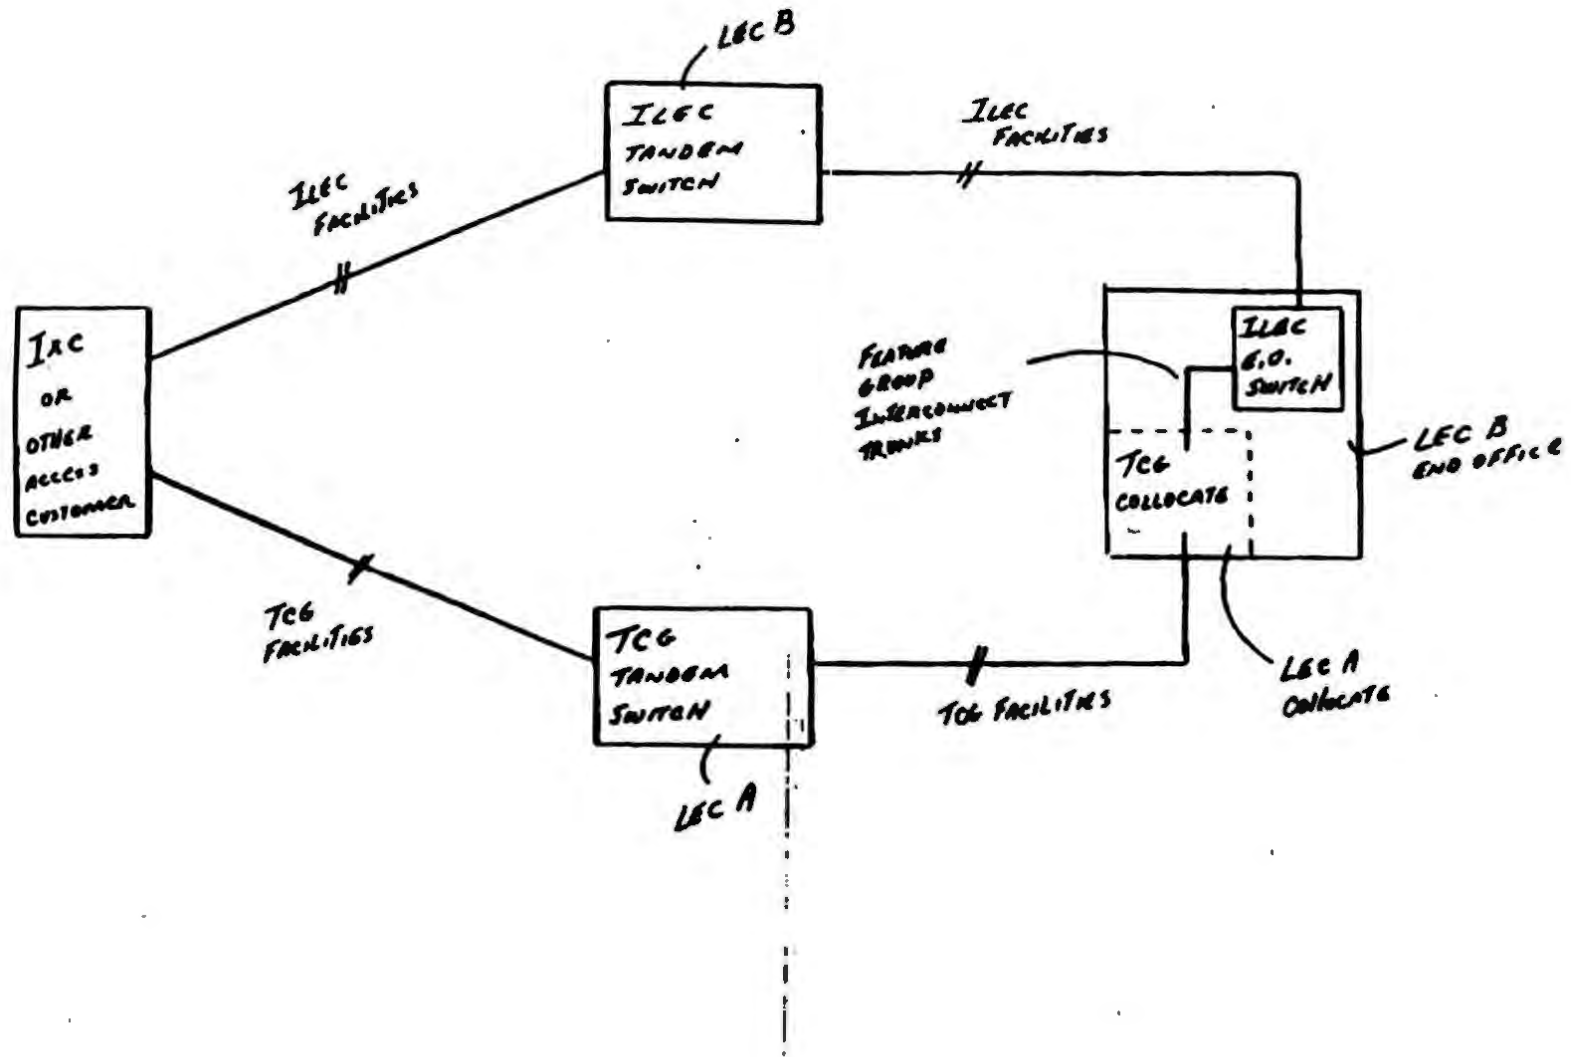 LEC B
ILEC
TANDEM
SWITCH
ILEC
FACILITIES
ILEC
FACILITIES
IXC
OR
OTHER
ACCESS
CUSTOMER
FEATURE
GROUP
INTERCONNECT
TRUNKS
ILEC
E.O.
SWITCH
TCG
COLLOCATE
LEC B
END OFFICE
TCG
FACILITIES
TCG
TANDEM
SWITCH
TCG FACILITIES
LEC A
COllOCATE
LEC A